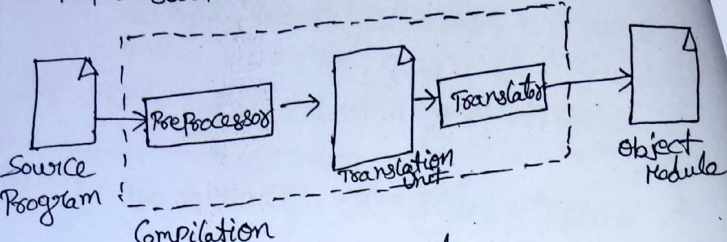 PreProcessor
Translator
Source
Program
Translation
Unit
Object
Module
Compilation